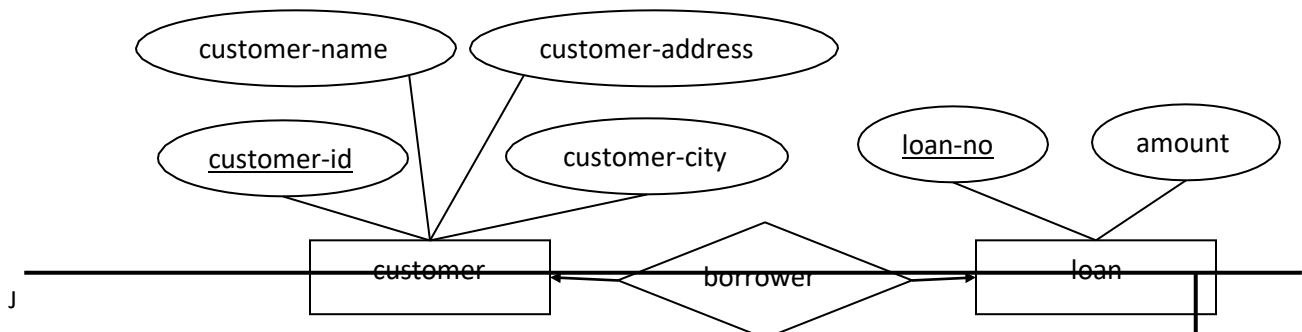 customer-name customer-address
customer-id customer-city loan-no amount
customer borrower loan
J